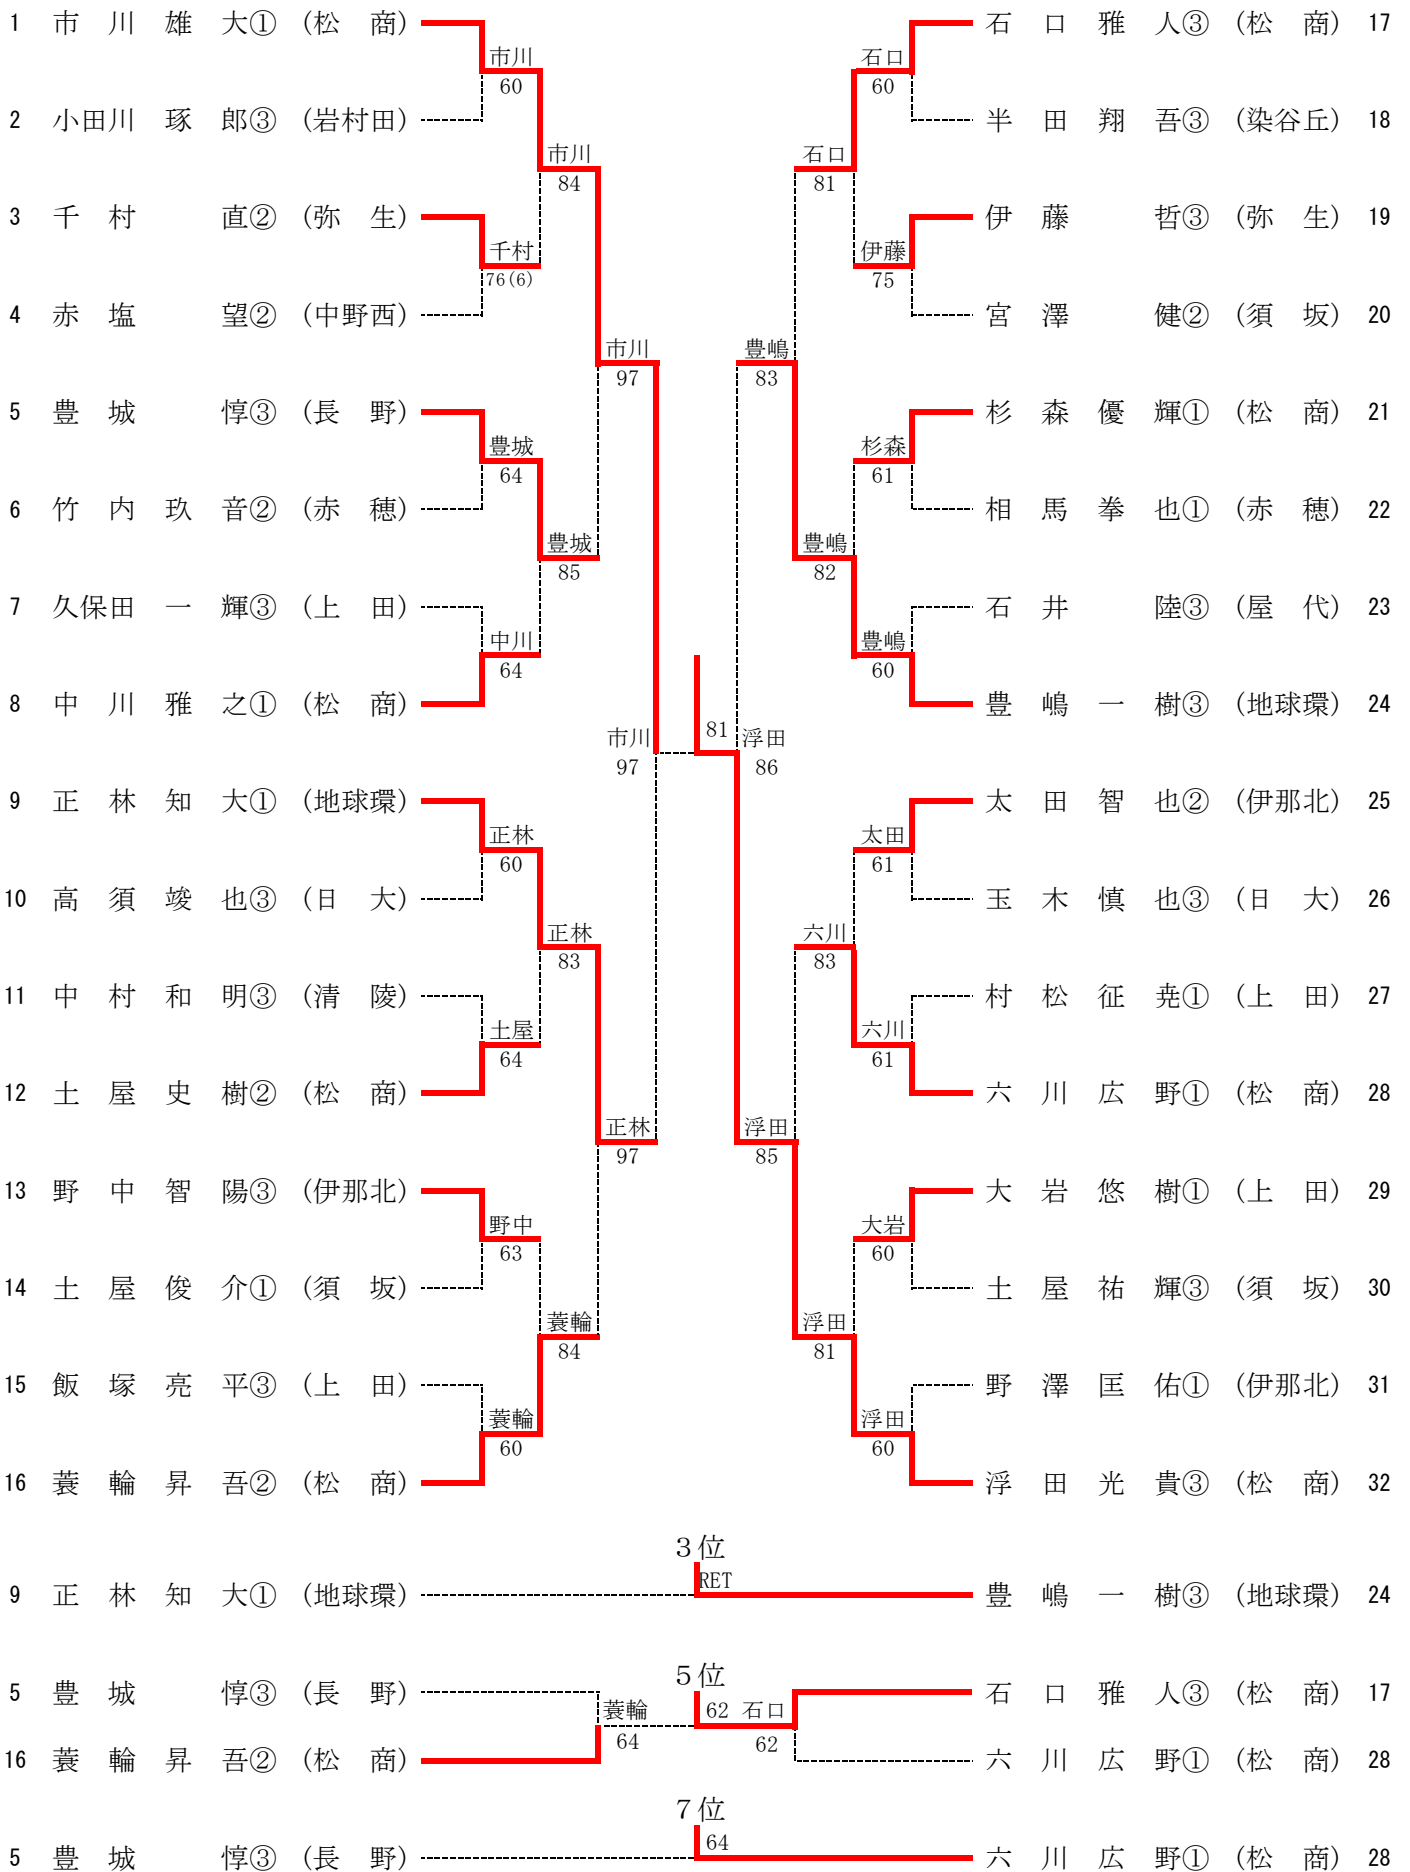 1 市川雄大① (松商) 石口雅人③ (松商) 17
市川 石口
60 60
2 小田川琢郎③ (岩村田) 半田翔吾③ (染谷丘) 18
市川 石口
84 81
3 千村直② (弥生) 伊藤哲③ (弥生) 19
千村 伊藤
76(6) 75
4 赤塩望② (中野西) 宮澤健② (須坂) 20
市川 豊嶋
97 83
5 豊城惇③ (長野) 杉森優輝① (松商) 21
豊城 杉森
64 61
6 竹内玖音② (赤穂) 相馬拳也① (赤穂) 22
豊城 豊嶋
85 82
7 久保田一輝③ (上田) 石井陸③ (屋代) 23
中川 豊嶋
64 60
8 中川雅之① (松商) 豊嶋一樹③ (地球環) 24
市川 81 浮田
97 86
9 正林知大① (地球環) 太田智也② (伊那北) 25
正林 太田
60 61
10 高須竣也③ (日大) 玉木慎也③ (日大) 26
正林 六川
83 83
11 中村和明③ (清陵) 村松征尭① (上田) 27
土屋 六川
64 61
12 土屋史樹② (松商) 六川広野① (松商) 28
正林 浮田
97 85
13 野中智陽③ (伊那北) 大岩悠樹① (上田) 29
野中 大岩
63 60
14 土屋俊介① (須坂) 土屋祐輝③ (須坂) 30
蓑輪 浮田
84 81
15 飯塚亮平③ (上田) 野澤匡佑① (伊那北) 31
蓑輪 浮田
60 60
16 蓑輪昇吾② (松商) 浮田光貴③ (松商) 32
3位
RET
9 正林知大① (地球環) 豊嶋一樹③ (地球環) 24
5位
5 豊城惇③ (長野) 石口雅人③ (松商) 17
蓑輪 62 石口
64 62
16 蓑輪昇吾② (松商) 六川広野① (松商) 28
7位
64
5 豊城惇③ (長野) 六川広野① (松商) 28